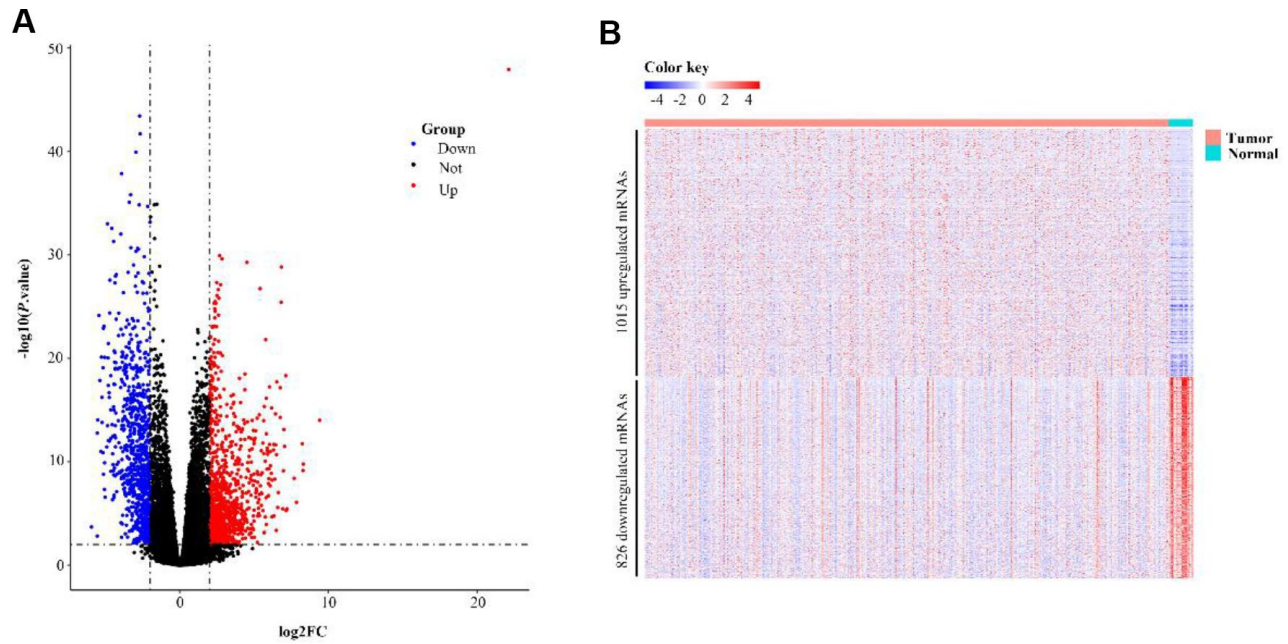 A
50
40
30
20
10
0
-log10(P.value)
0 10 20
log2FC
Group
Down
Not
Up
B
Color key
-4 -2 0 2 4
Tumor
Normal
1015 upregulated mRNAs
826 downregulated mRNAs